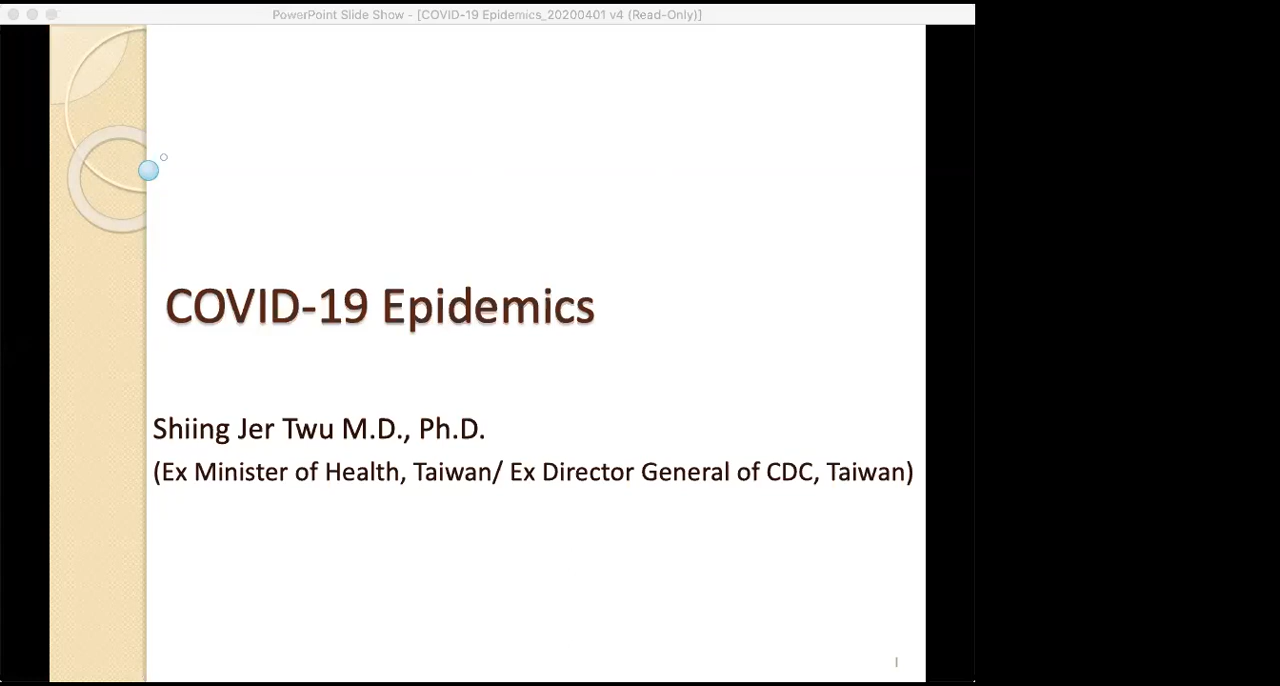 PowerPoint Slide Show - [COVID-19 Epidemics_20200401 v4 (Read-Only)]
COVID-19 Epidemics
Shiing Jer Twu M.D., Ph.D.
(Ex Minister of Health, Taiwan/ Ex Director General of CDC, Taiwan)
1